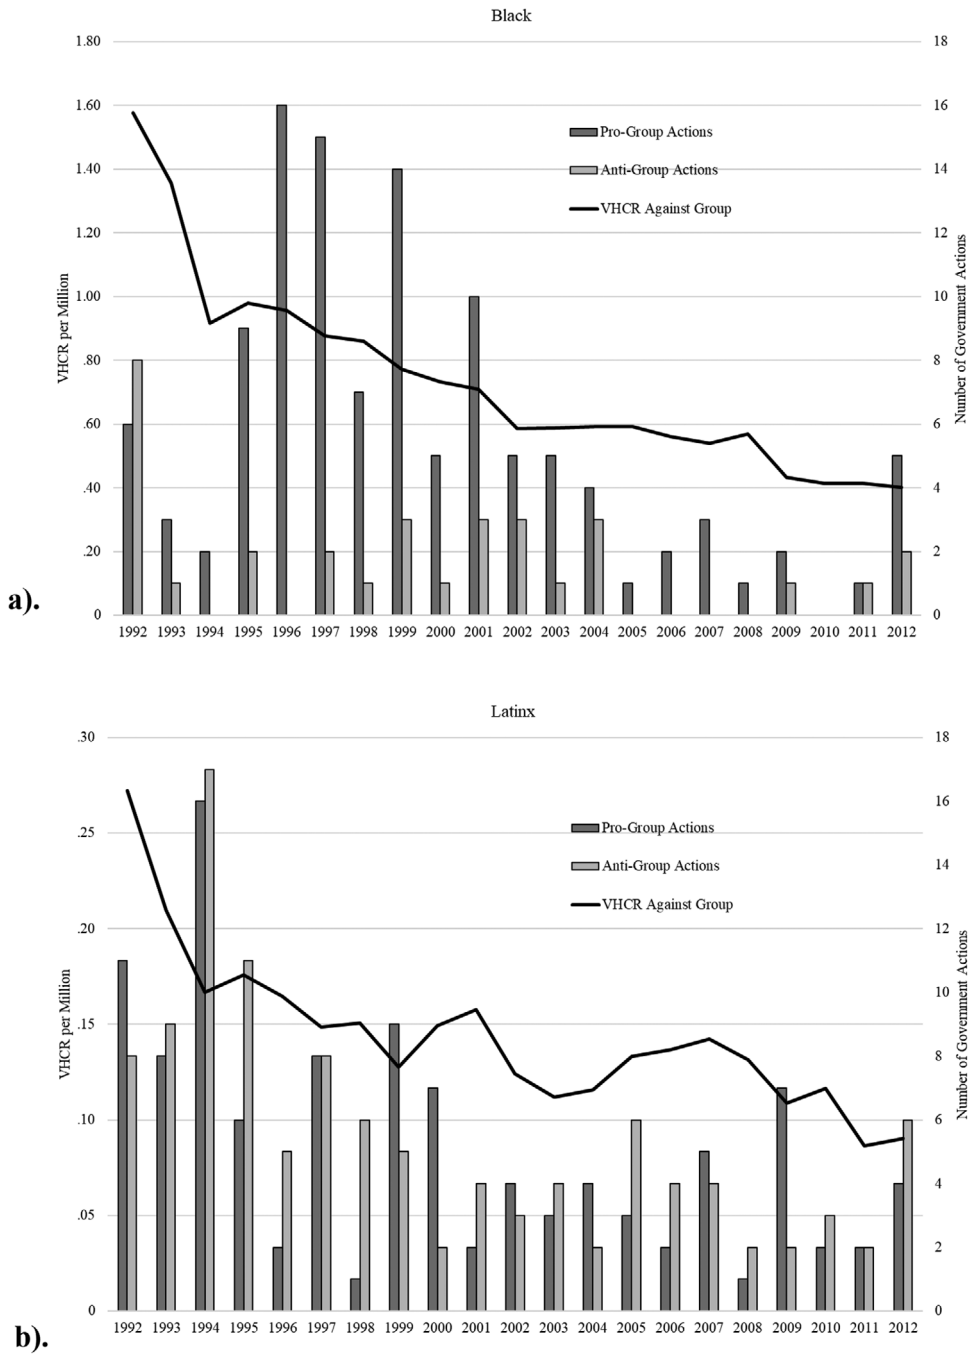 Black
1.80
1.60
1.40
1.20
1.00
.80
.60
.40
.20
0
VHCR per Million
18
16
14
12
10
8
6
4
2
0
Number of Government Actions
Pro-Group Actions
Anti-Group Actions
VHCR Against Group
1992 1993 1994 1995 1996 1997 1998 1999 2000 2001 2002 2003 2004 2005 2006 2007 2008 2009 2010 2011 2012
a).
Latinx
.30
.25
.20
.15
.10
.05
0
VHCR per Million
18
16
14
12
10
8
6
4
2
0
Number of Government Actions
Pro-Group Actions
Anti-Group Actions
VHCR Against Group
1992 1993 1994 1995 1996 1997 1998 1999 2000 2001 2002 2003 2004 2005 2006 2007 2008 2009 2010 2011 2012
b).